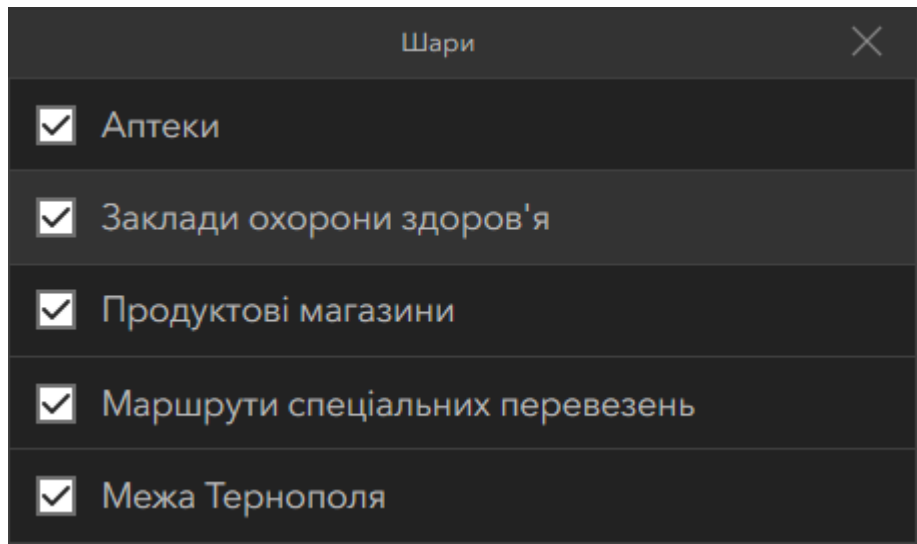 Шари
Аптеки
Заклади охорони здоров'я
Продуктові магазини
Маршрути спеціальних перевезень
Межа Тернополя